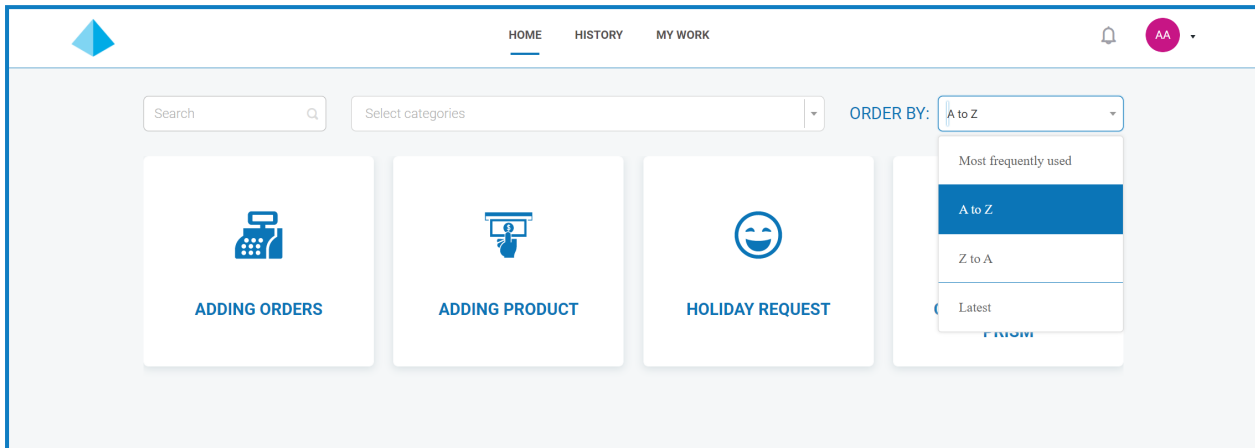 HOME HISTORY MY WORK AA
Search Select categories ORDER BY: A to Z
Most frequently used
A to Z
Z to A
Latest
ADDING ORDERS ADDING PRODUCT HOLIDAY REQUEST
PRISM